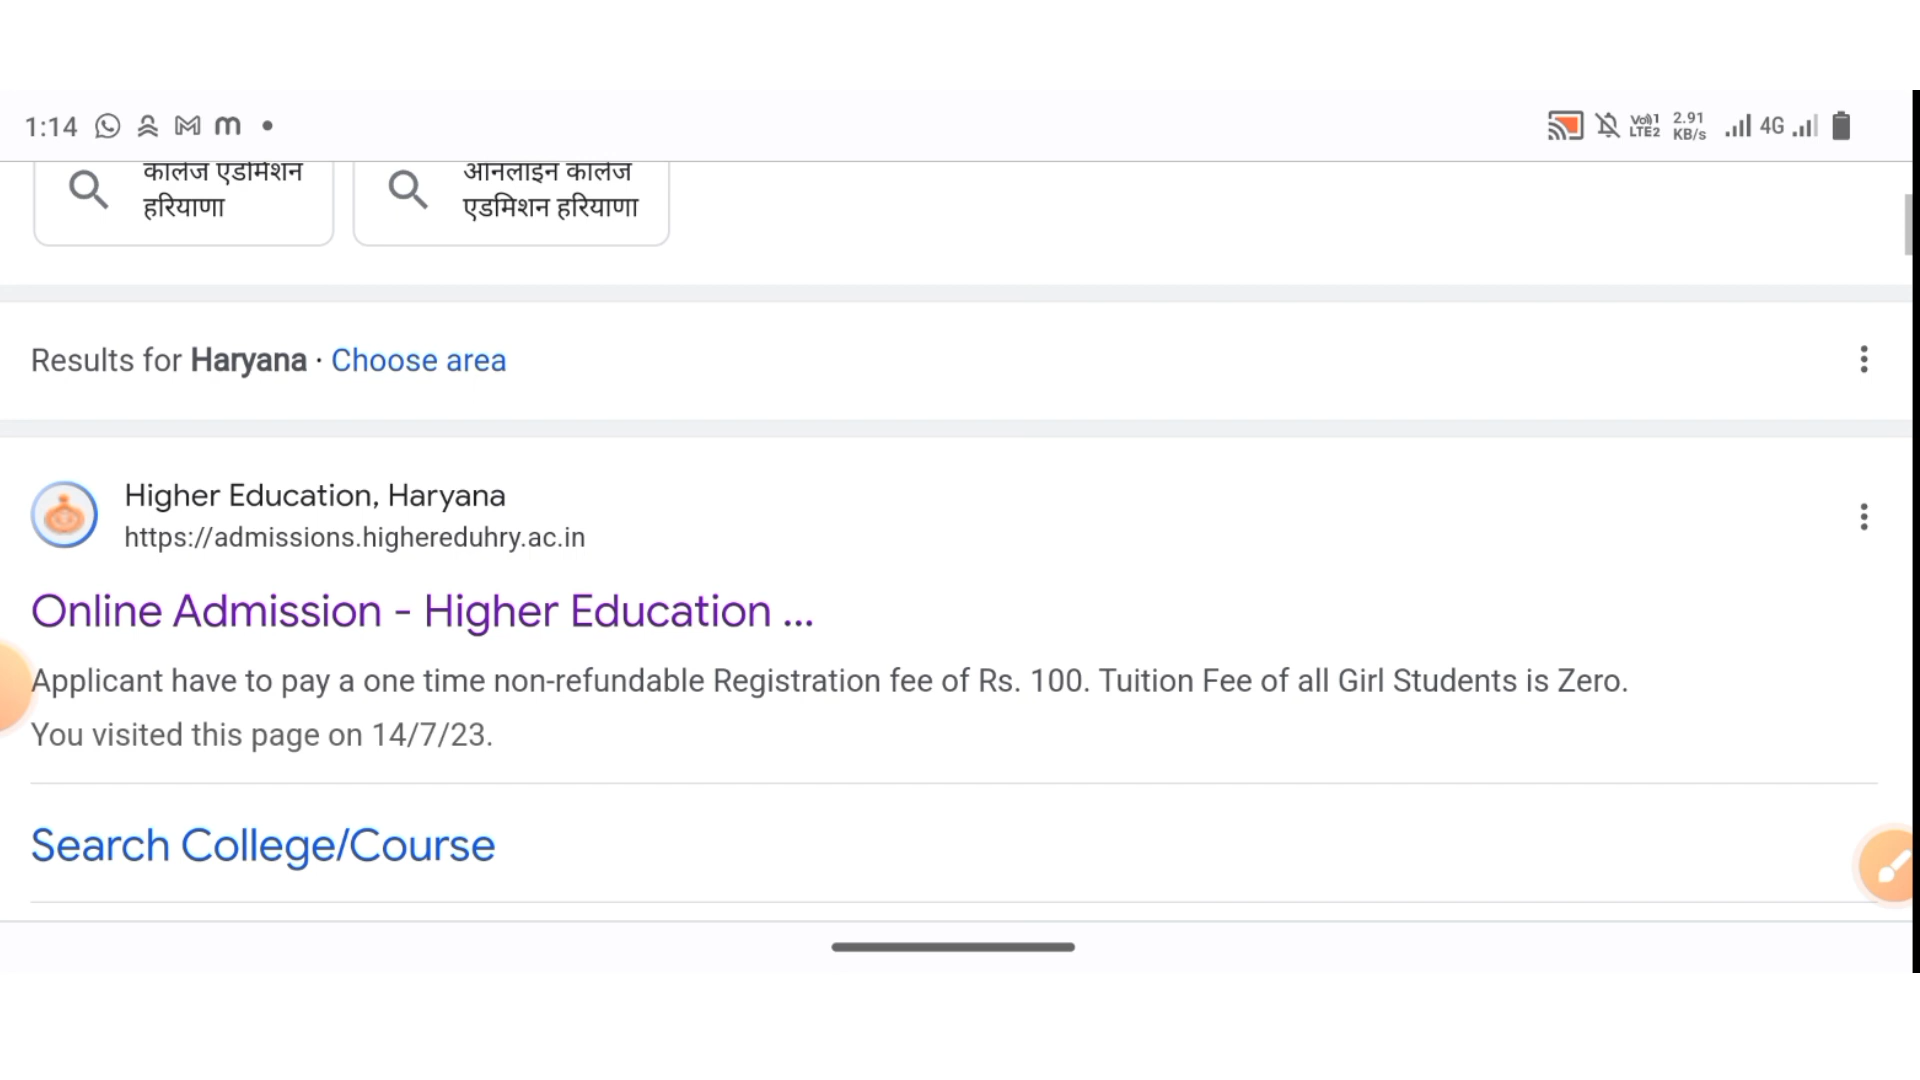 1:14
Vo))1 LTE2 2.91 KB/s 4G
कालेज एडमिशन
हरियाणा
ऑनलाइन कालेज
एडमिशन हरियाणा
Results for Haryana · Choose area
Higher Education, Haryana
https://admissions.highereduhry.ac.in
Online Admission - Higher Education ...
Applicant have to pay a one time non-refundable Registration fee of Rs. 100. Tuition Fee of all Girl Students is Zero.
You visited this page on 14/7/23.
Search College/Course